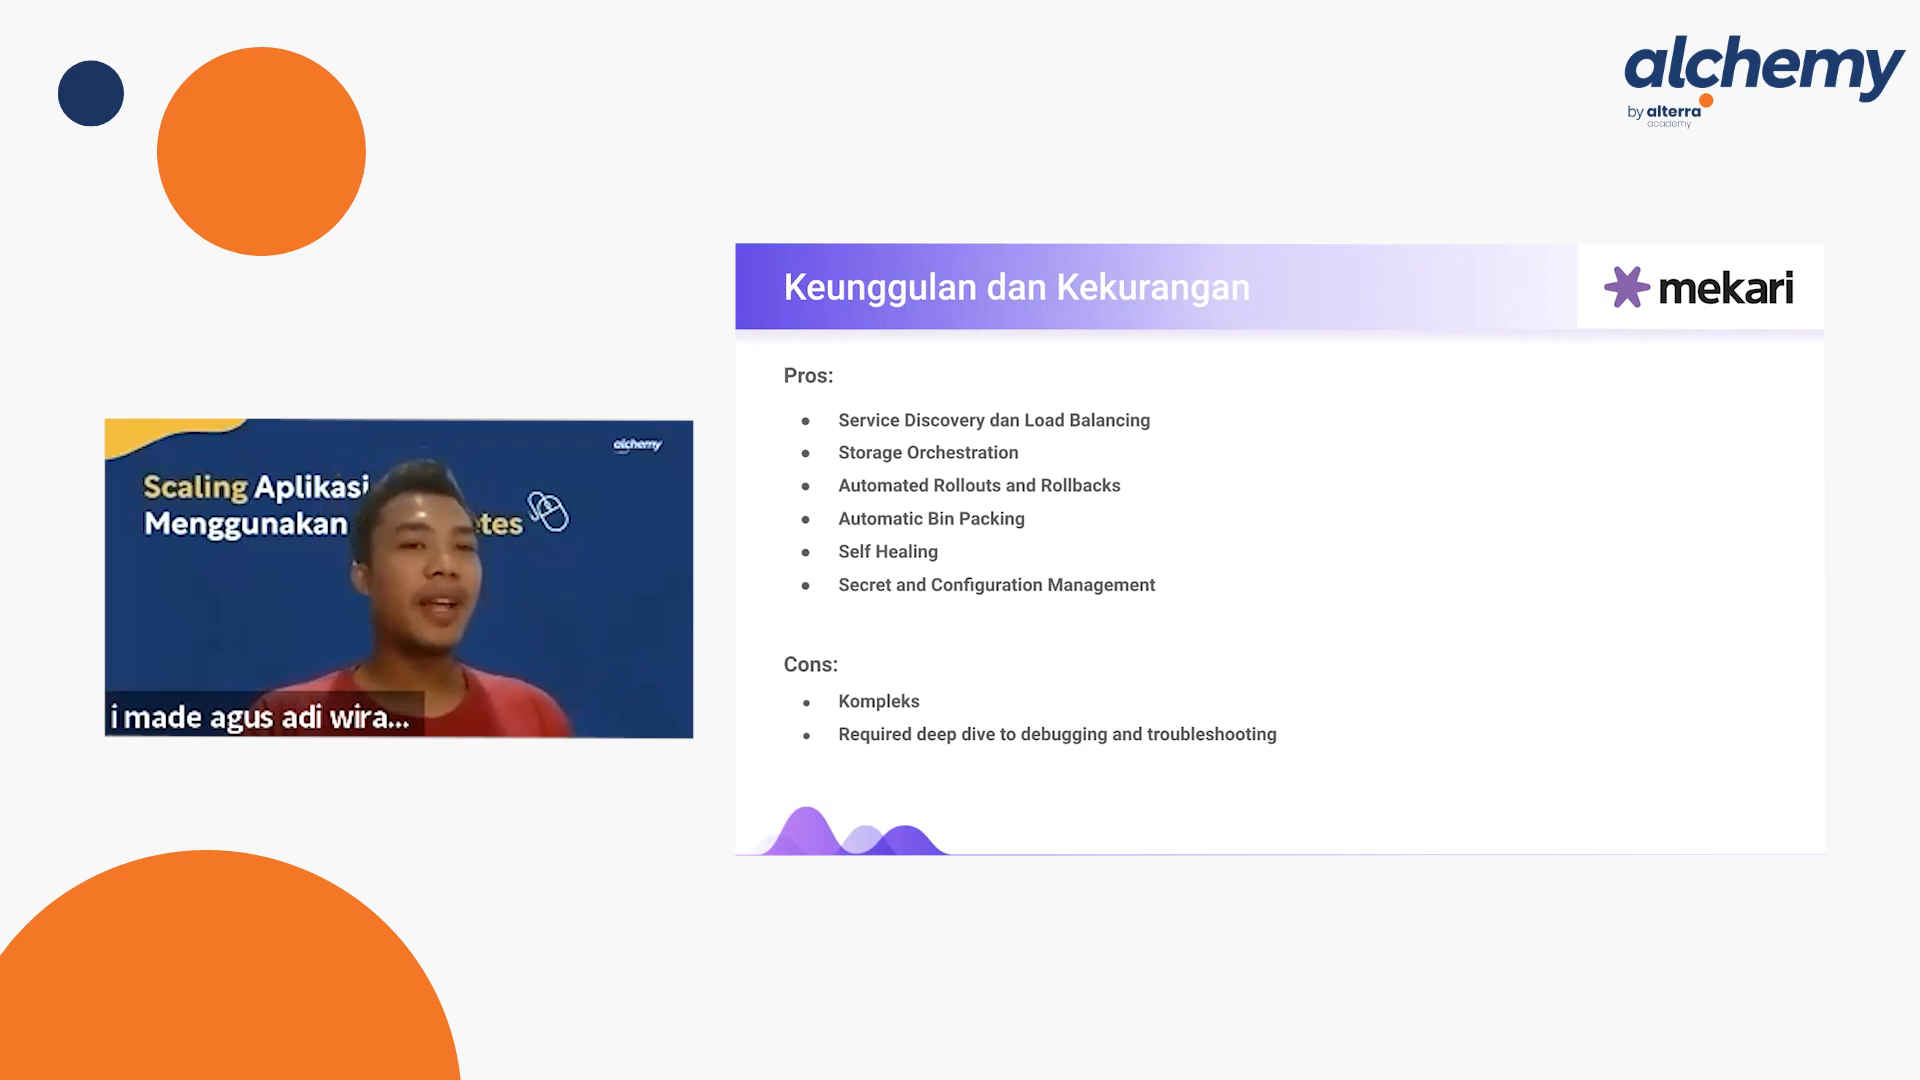 alchemy
by alterra
academy
Keunggulan dan Kekurangan
mekari
Pros:
● Service Discovery dan Load Balancing
● Storage Orchestration
● Automated Rollouts and Rollbacks
● Automatic Bin Packing
● Self Healing
● Secret and Configuration Management
Cons:
● Kompleks
● Required deep dive to debugging and troubleshooting
alchemy
Scaling Aplikasi
Menggunakan etes
i made agus adi wira...